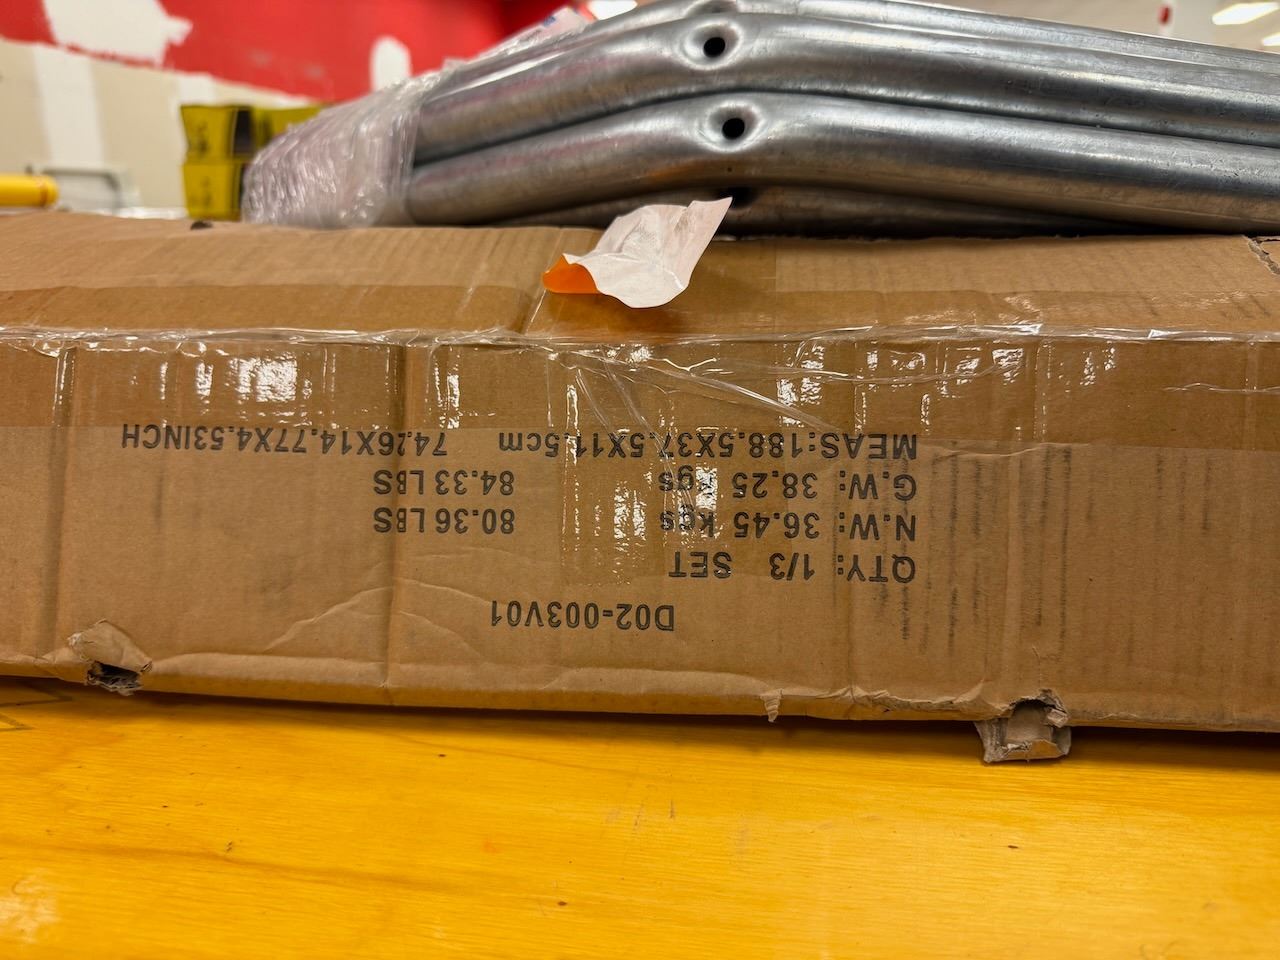 D02-003V01
QTY: 1/3 SET
N.W: 36.45 kgs 80.36 LBS
G.W: 38.25 kgs 84.33 LBS
MEAS:188.5X37.5X11.5cm 74.26X14.77X4.53INCH